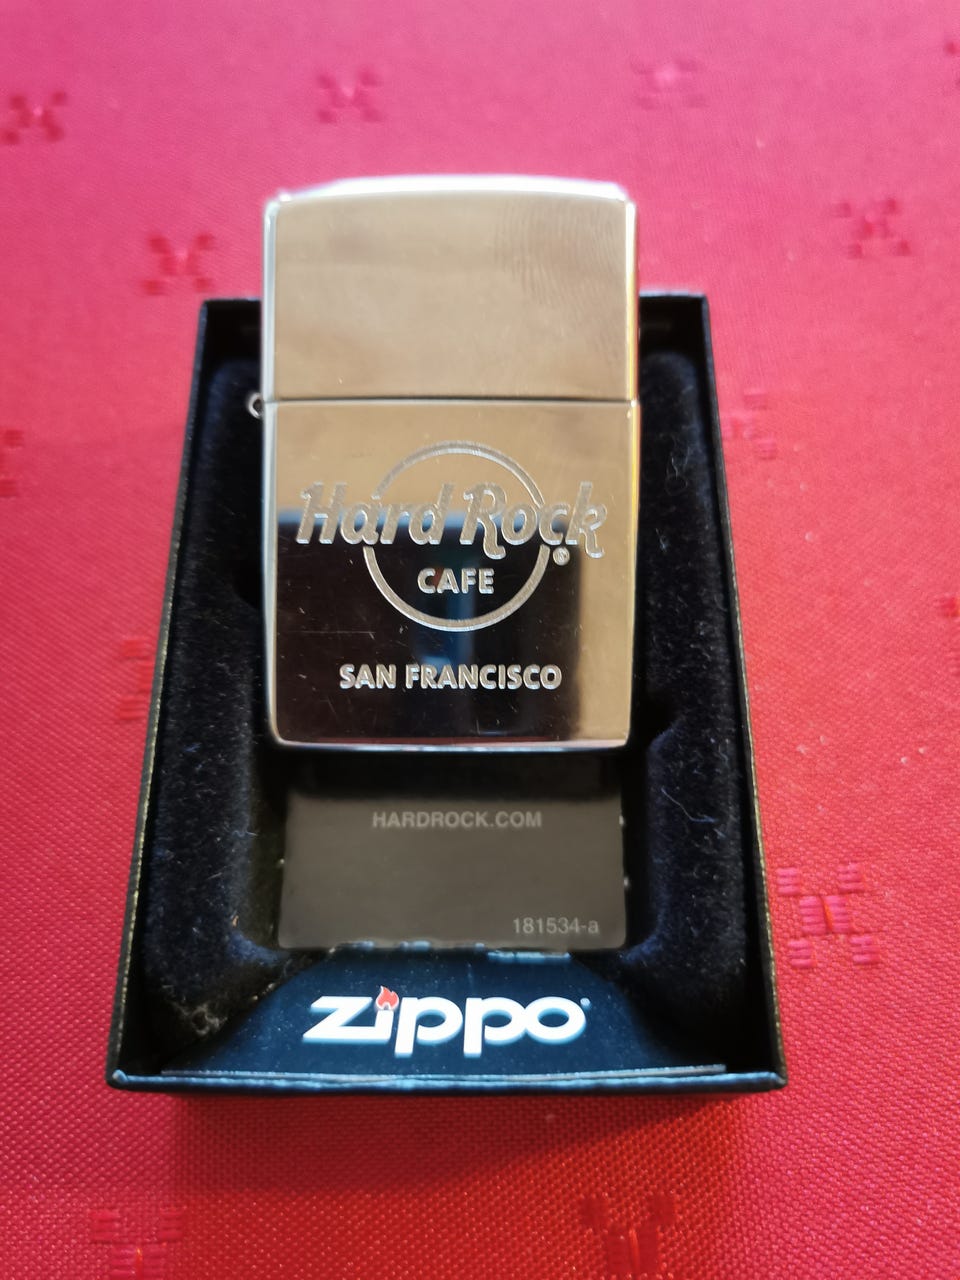 Hard Rock
®
CAFE
SAN FRANCISCO
HARDROCK.COM
181534-a
zippo